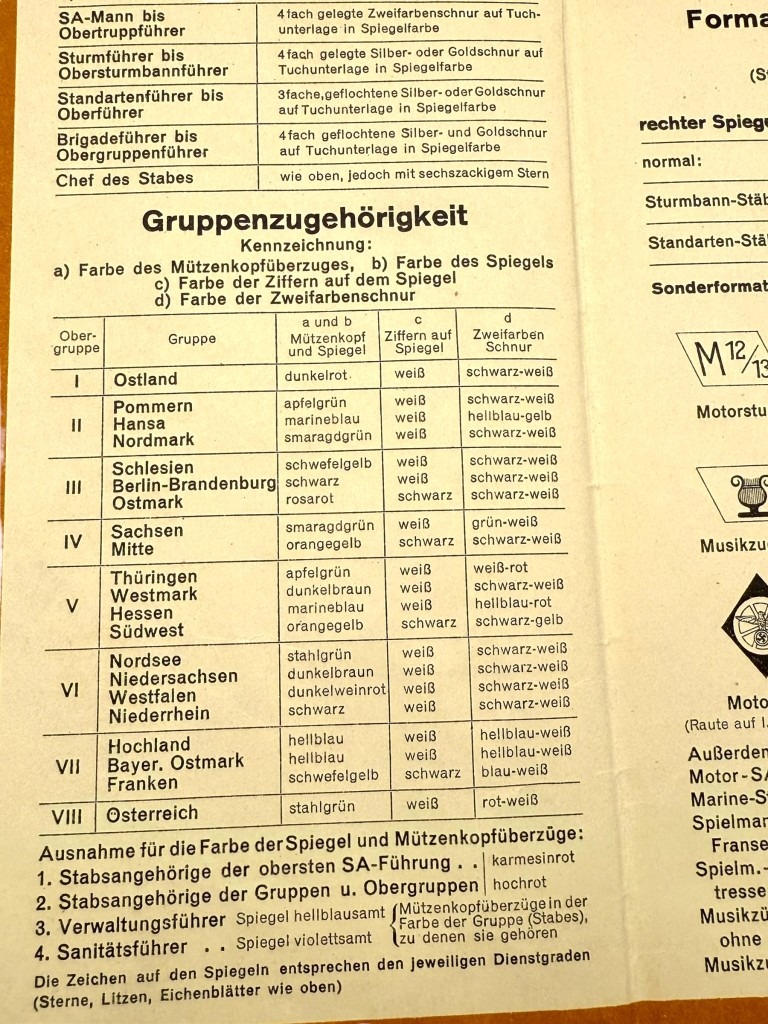 SA-Mann bis 4fach gelegte Zweifarbenschnur auf Tuch-
Obertruppführer unterlage in Spiegelfarbe
Sturmführer bis 4fach gelegte Silber- oder Goldschnur auf
Obersturmbannführer Tuchunterlage in Spiegelfarbe
Standartenführer bis 3fache, geflochtene Silber- oder Goldschnur
Oberführer auf Tuchunterlage in Spiegelfarbe
Brigadeführer bis 4fach geflochtene Silber- und Goldschnur
Obergruppenführer auf Tuchunterlage in Spiegelfarbe
Chef des Stabes wie oben, jedoch mit sechszackigem Stern
Gruppenzugehörigkeit
Kennzeichnung:
a) Farbe des Mützenkopfüberzuges, b) Farbe des Spiegels
c) Farbe der Ziffern auf dem Spiegel
d) Farbe der Zweifarbenschnur
Ober-gruppe Gruppe a und b Mützenkopf und Spiegel c Ziffern auf Spiegel d Zweifarben Schnur
I Ostland dunkelrot weiß schwarz-weiß
II Pommern apfelgrün weiß schwarz-weiß
Hansa marineblau weiß hellblau-gelb
Nordmark smaragdgrün weiß schwarz-weiß
III Schlesien schwefelgelb weiß schwarz-weiß
Berlin-Brandenburg schwarz weiß schwarz-weiß
Ostmark rosarot schwarz schwarz-weiß
IV Sachsen smaragdgrün weiß grün-weiß
Mitte orangegelb schwarz schwarz-weiß
V Thüringen apfelgrün weiß weiß-rot
Westmark dunkelbraun weiß schwarz-weiß
Hessen marineblau weiß hellblau-rot
Südwest orangegelb schwarz schwarz-gelb
VI Nordsee stahlgrün weiß schwarz-weiß
Niedersachsen dunkelbraun weiß schwarz-weiß
Westfalen dunkelweinrot weiß schwarz-weiß
Niederrhein schwarz weiß schwarz-weiß
VII Hochland hellblau weiß hellblau-weiß
Bayer. Ostmark hellblau weiß hellblau-weiß
Franken schwefelgelb schwarz blau-weiß
VIII Österreich stahlgrün weiß rot-weiß
Ausnahme für die Farbe der Spiegel und Mützenkopfüberzüge:
1. Stabsangehörige der obersten SA-Führung . . karmesinrot
2. Stabsangehörige der Gruppen u. Obergruppen hochrot
3. Verwaltungsführer Spiegel hellblausamt
4. Sanitätsführer . . Spiegel violettsamt
Mützenkopfüberzüge in der
Farbe der Gruppe (Stabes),
zu denen sie gehören
Die Zeichen auf den Spiegeln entsprechen den jeweiligen Dienstgraden
(Sterne, Litzen, Eichenblätter wie oben)
Forma
(S
rechter Spieg
normal:
Sturmbann-Stäb
Standarten-Stä
Sonderformat
M 12/13
Motorstu
Musikzu
Moto
(Raute auf l.
Außerdem
Motor-SA
Marine-S
Spielmar
Franse
Spielm.-
tresse
Musikzü
ohne
Musikzu